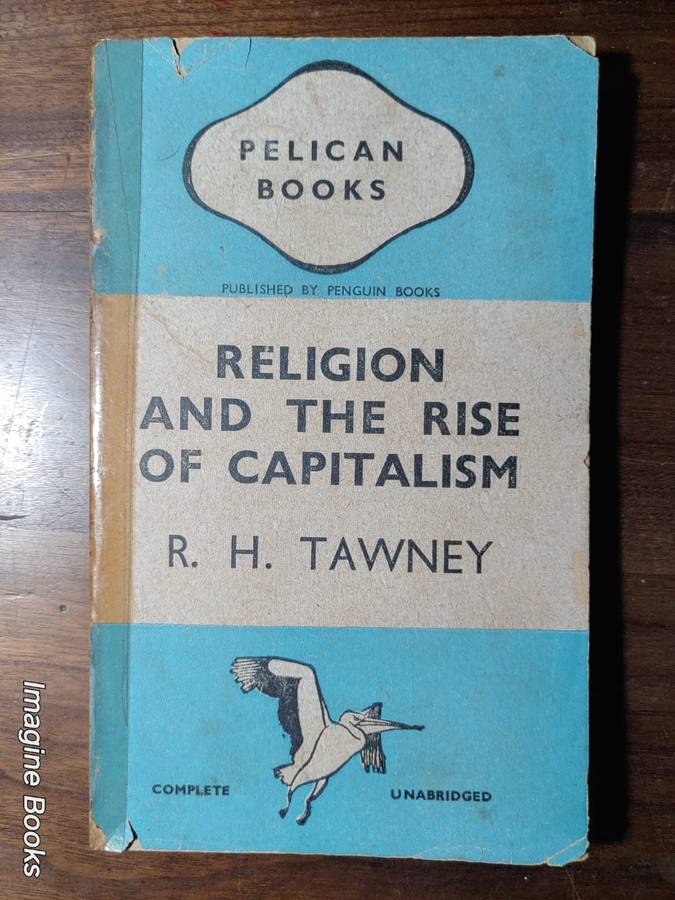 PELICAN
BOOKS
PUBLISHED BY PENGUIN BOOKS
RELIGION
AND THE RISE
OF CAPITALISM
R. H. TAWNEY
COMPLETE
UNABRIDGED
Imagine Books